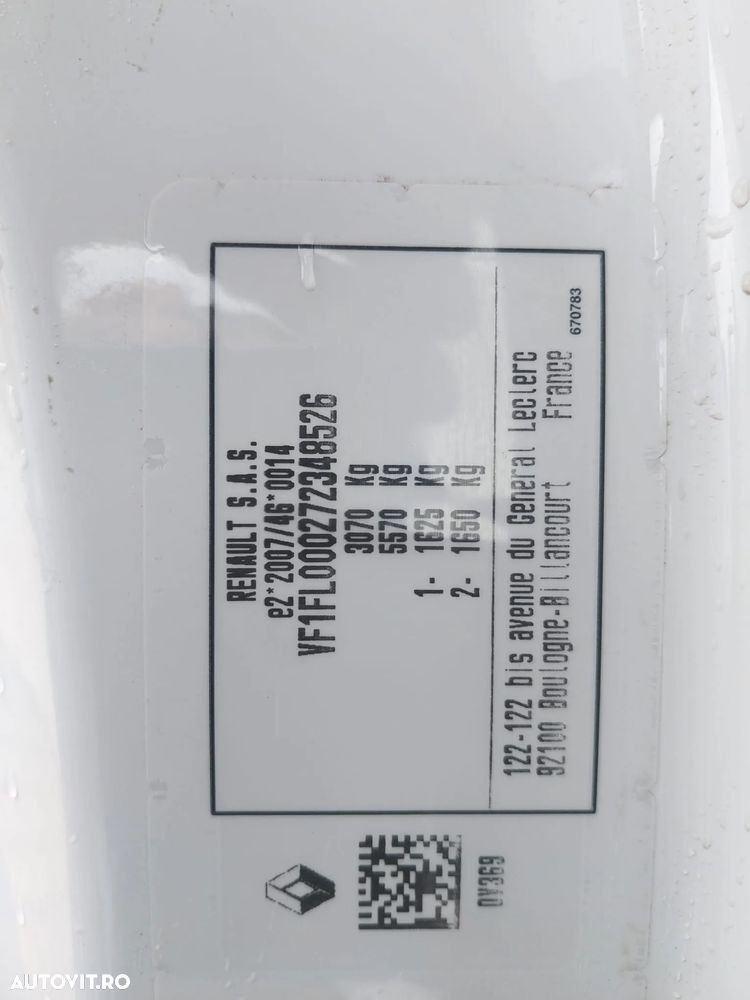 RENAULT S.A.S.
e2*2007/46*0014
VF1FL000272348526
3070 Kg
5570 Kg
1- 1625 Kg
2- 1650 Kg
122-122 bis avenue du General Leclerc
92100 Boulogne-Billancourt France
670783
0V369
AUTOVIT.RO